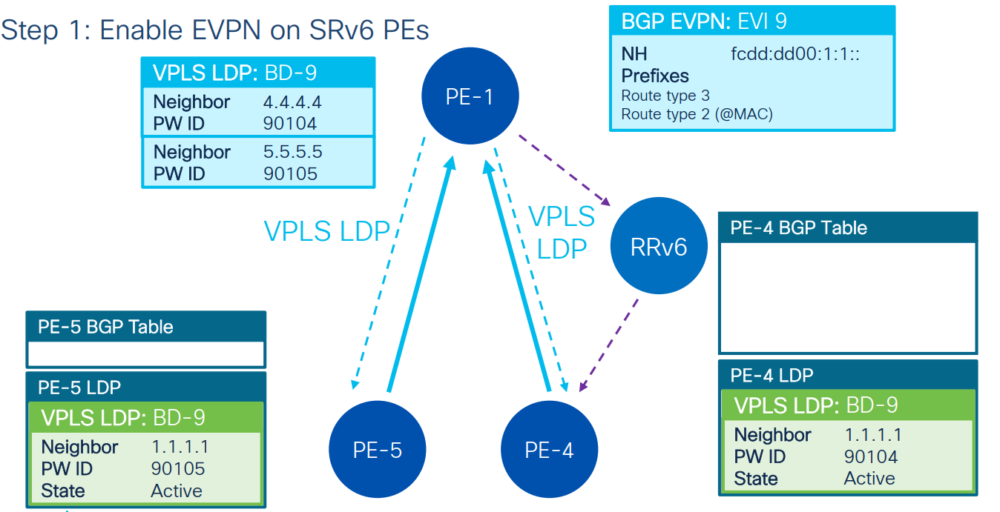 Step 1: Enable EVPN on SRv6 PEs
BGP EVPN: EVI 9
NH fcdd:dd00:1:1::
Prefixes
Route type 3
Route type 2 (@MAC)
VPLS LDP: BD-9
Neighbor 4.4.4.4
PW ID 90104
Neighbor 5.5.5.5
PW ID 90105
PE-1
VPLS LDP
VPLS
LDP
RRv6
PE-4 BGP Table
PE-5 BGP Table
PE-5 LDP
VPLS LDP: BD-9
Neighbor 1.1.1.1
PW ID 90105
State Active
PE-5
PE-4
PE-4 LDP
VPLS LDP: BD-9
Neighbor 1.1.1.1
PW ID 90104
State Active